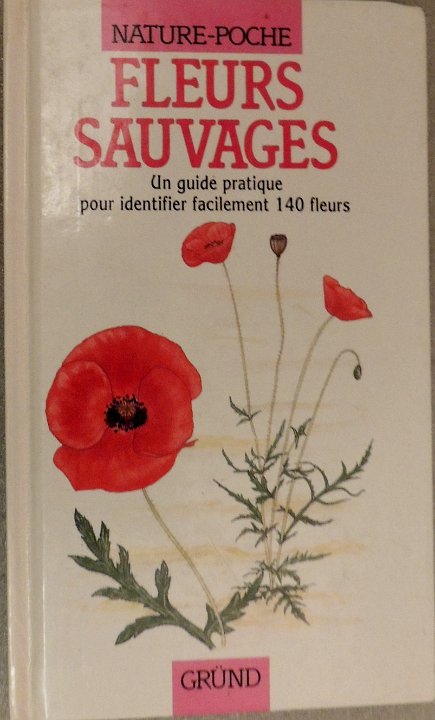 NATURE-POCHE
FLEURS
SAUVAGES
Un guide pratique
pour identifier facilement 140 fleurs
GRÜND